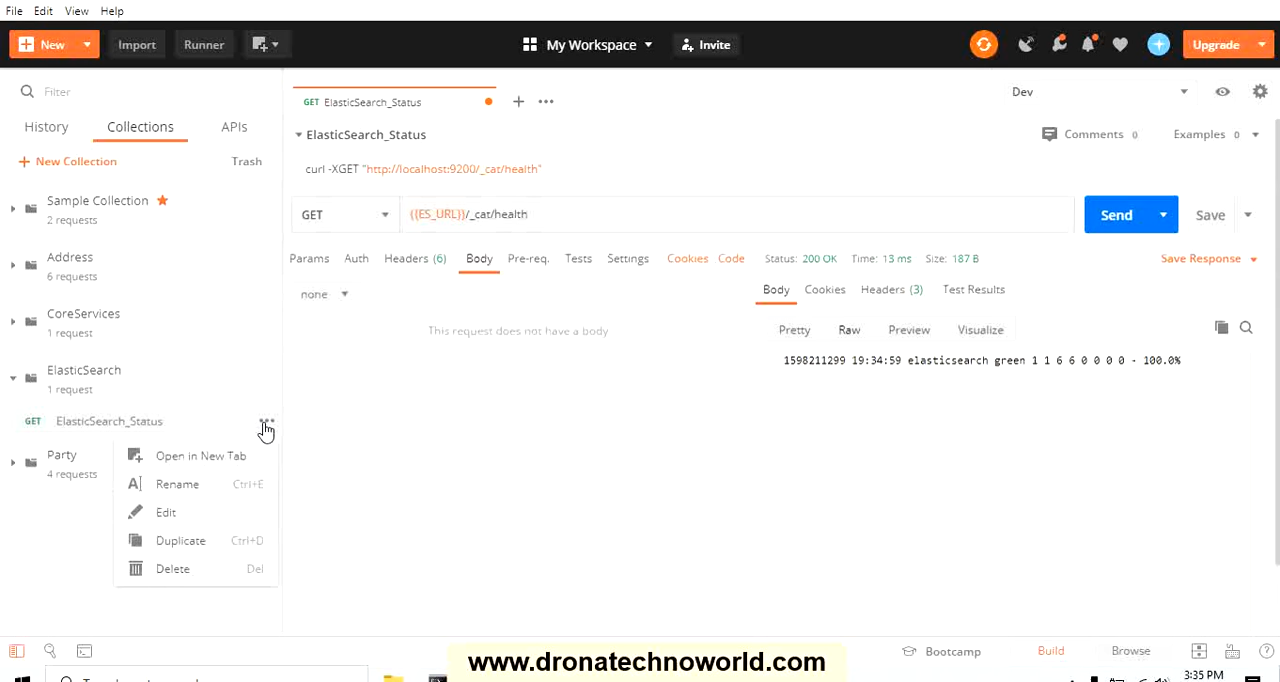 File Edit View Help
New Import Runner My Workspace Invite Upgrade
Filter
History Collections APIs
New Collection Trash
Sample Collection
2 requests
Address
6 requests
CoreServices
1 request
ElasticSearch
1 request
GET ElasticSearch_Status
Party
4 requests
Open in New Tab
Rename Ctrl+E
Edit
Duplicate Ctrl+D
Delete Del
GET ElasticSearch_Status
Dev
ElasticSearch_Status
Comments 0 Examples 0
curl -XGET "http://localhost:9200/_cat/health"
GET {{ES_URL}}/_cat/health Send Save
Params Auth Headers (6) Body Pre-req. Tests Settings Cookies Code
Status: 200 OK Time: 13 ms Size: 187 B Save Response
none
This request does not have a body
Body Cookies Headers (3) Test Results
Pretty Raw Preview Visualize
1598211299 19:34:59 elasticsearch green 1 1 6 6 0 0 0 0 - 100.0%
Bootcamp Build Browse
www.dronatechnoworld.com
3:35 PM